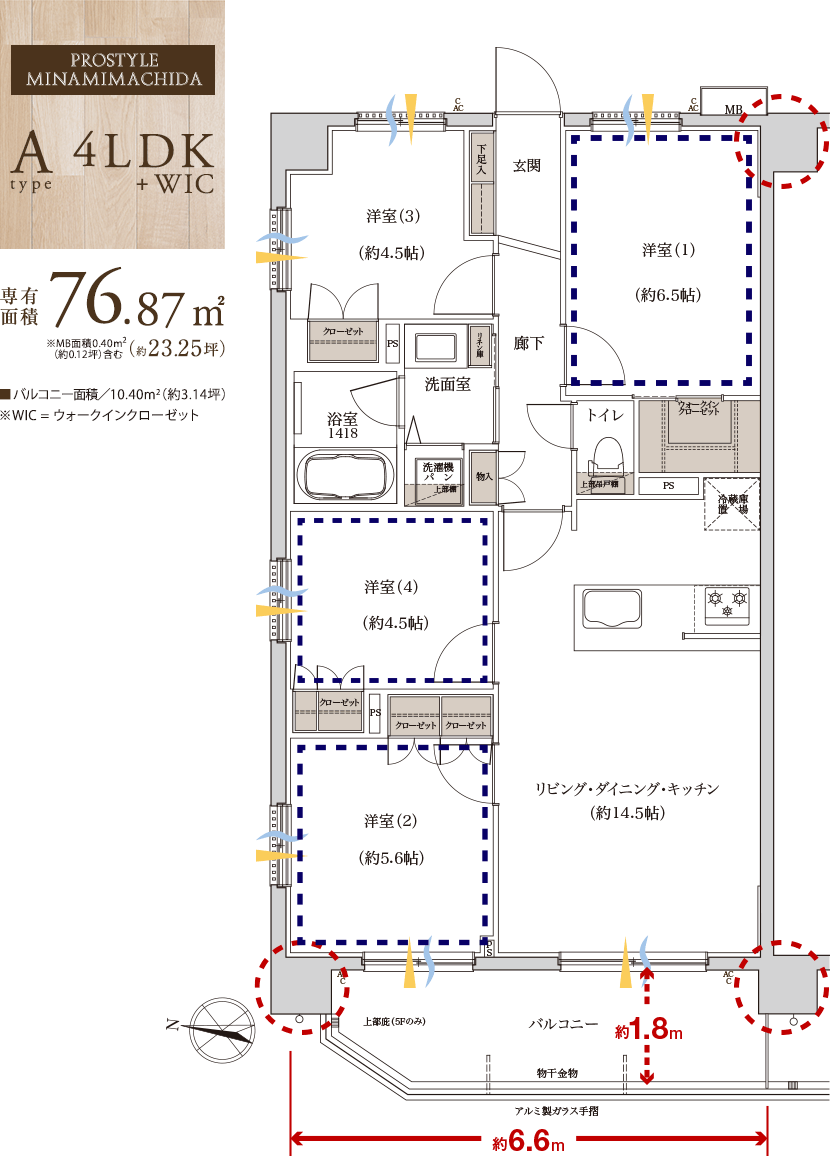 PROSTYLE
MINAMIMACHIDA
A type
4LDK
+WIC
専有面積 76.87㎡
※MB面積0.40m²(約0.12坪)含む
(約23.25坪)
■バルコニー面積／10.40m²(約3.14坪)
※WIC = ウォークインクローゼット
C
AC
C
AC
MB
下足入
玄関
洋室(3)
(約4.5帖)
洋室(1)
(約6.5帖)
クローゼット
PS
リネン庫
廊下
洗面室
浴室
1418
トイレ
ウォークイン
クローゼット
洗濯機
パン
上部棚
物入
上部吊戸棚
PS
冷蔵庫
置場
洋室(4)
(約4.5帖)
クローゼット
PS
クローゼット
クローゼット
リビング・ダイニング・キッチン
(約14.5帖)
洋室(2)
(約5.6帖)
PS
AC
C
AC
C
N
上部庇(5Fのみ)
バルコニー
約1.8m
物干金物
アルミ製ガラス手摺
約6.6m